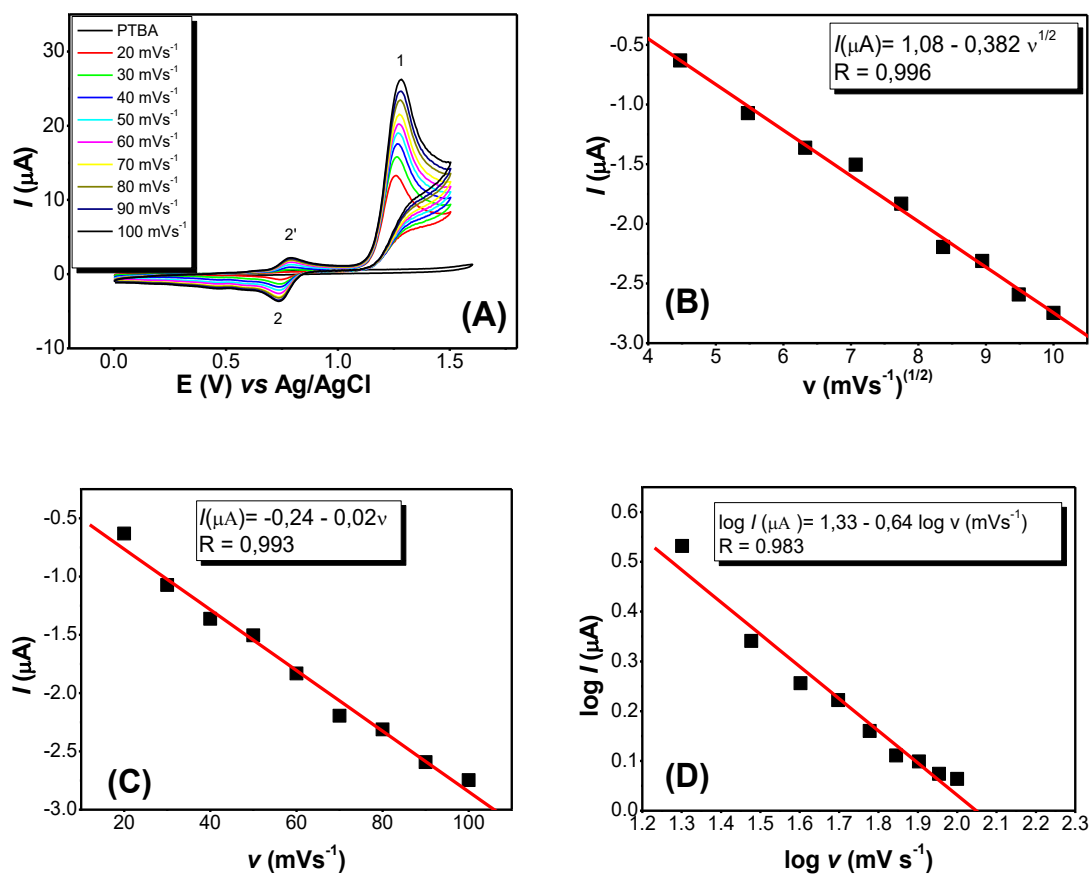 PTBA
20 mVs⁻¹
30 mVs⁻¹
40 mVs⁻¹
50 mVs⁻¹
60 mVs⁻¹
70 mVs⁻¹
80 mVs⁻¹
90 mVs⁻¹
100 mVs⁻¹
1
2'
2
(A)
30
20
10
0
-10
I (µA)
0.0
0.5
1.0
1.5
E (V) vs Ag/AgCl
I(µA)= 1,08 - 0,382 ν^1/2
R = 0,996
(B)
-0.5
-1.0
-1.5
-2.0
-2.5
-3.0
I (µA)
4
5
6
7
8
9
10
v (mVs⁻¹)^(1/2)
I(µA)= -0,24 - 0,02ν
R = 0,993
(C)
-0.5
-1.0
-1.5
-2.0
-2.5
-3.0
I (µA)
20
40
60
80
100
v (mVs⁻¹)
log I (µA )= 1,33 - 0,64 log v (mVs⁻¹)
R = 0.983
(D)
0.6
0.5
0.4
0.3
0.2
0.1
0.0
log I (µA)
1.2
1.3
1.4
1.5
1.6
1.7
1.8
1.9
2.0
2.1
2.2
2.3
log v (mV s⁻¹)